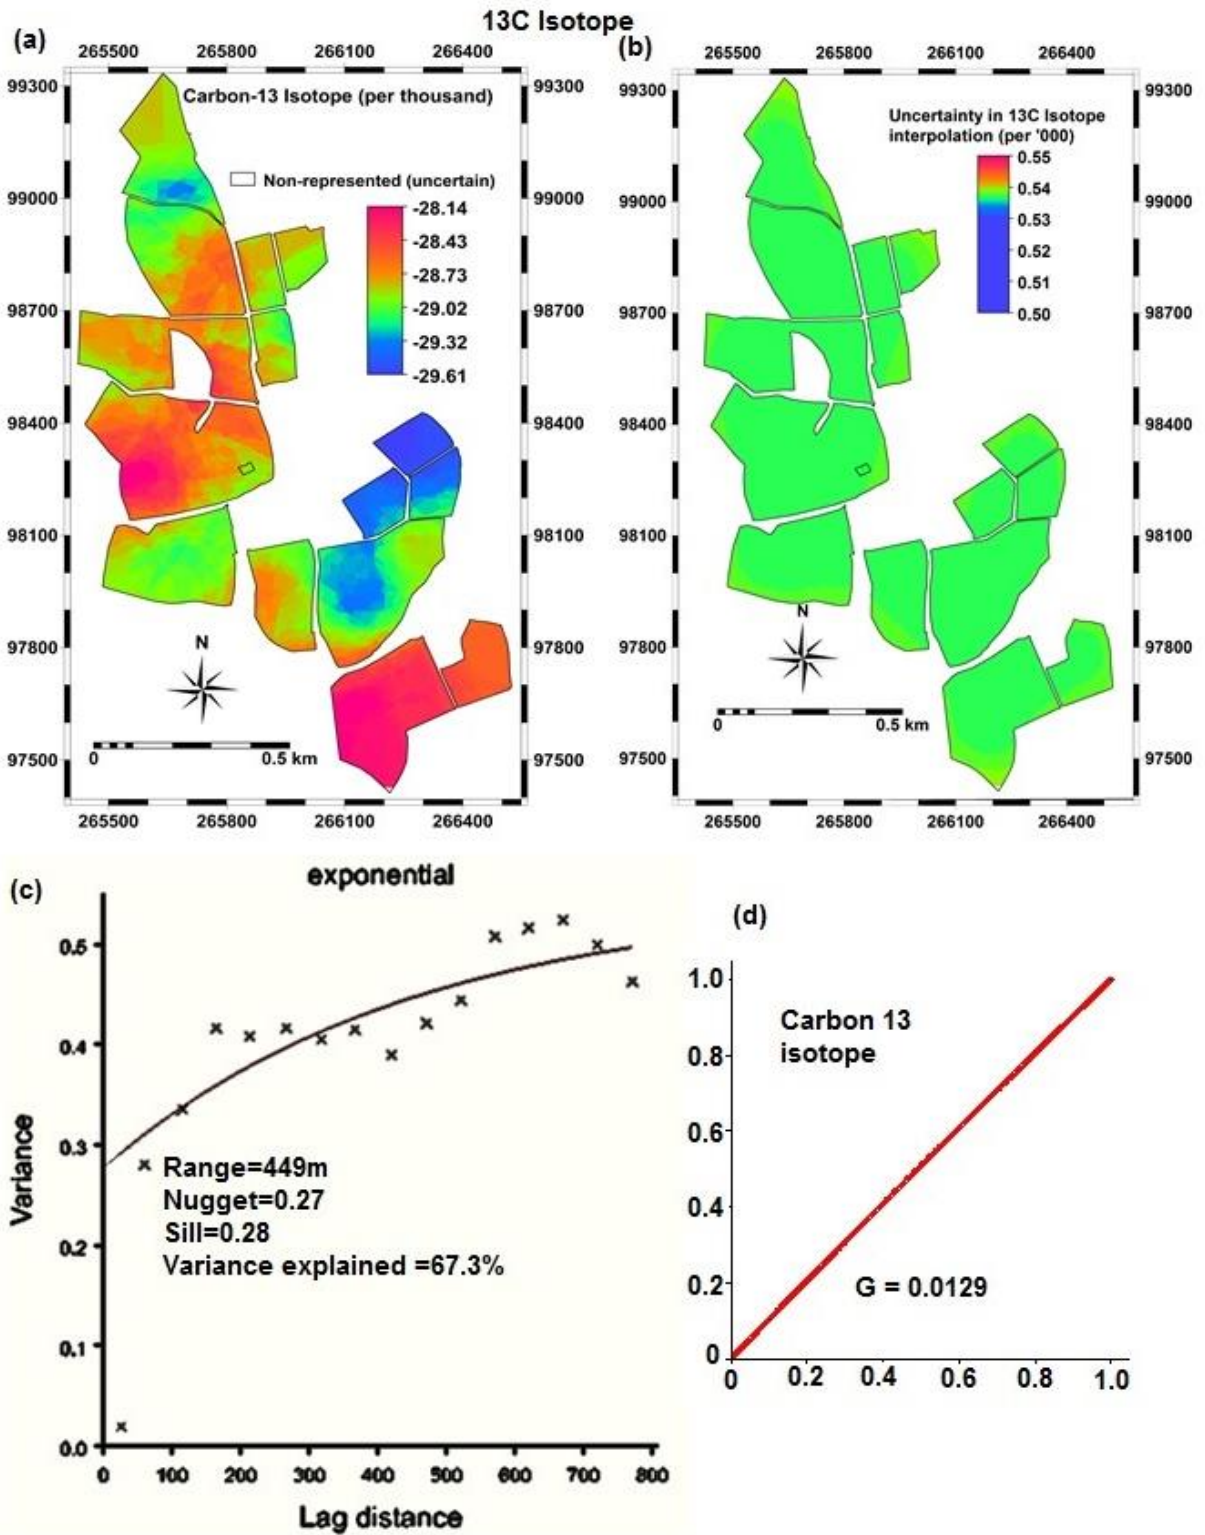 13C Isotope
(a)
265500 265800 266100 266400
99300 99300
Carbon-13 Isotope (per thousand)
Non-represented (uncertain)
99000 99000
-28.14
-28.43
-28.73
-29.02
-29.32
-29.61
98700 98700
98400 98400
98100 98100
97800 97800
N
0 0.5 km
97500 97500
265500 265800 266100 266400
(b)
265500 265800 266100 266400
99300 99300
Uncertainty in 13C Isotope
interpolation (per '000)
0.55
0.54
0.53
0.52
0.51
0.50
99000 99000
98700 98700
98400 98400
98100 98100
N
97800 97800
0 0.5 km
97500 97500
265500 265800 266100 266400
(c)
exponential
0.5
0.4
0.3
0.2
0.1
0.0
Variance
Range=449m
Nugget=0.27
Sill=0.28
Variance explained =67.3%
0 100 200 300 400 500 600 700 800
Lag distance
(d)
1.0
0.8
0.6
0.4
0.2
0
Carbon 13
isotope
G = 0.0129
0 0.2 0.4 0.6 0.8 1.0